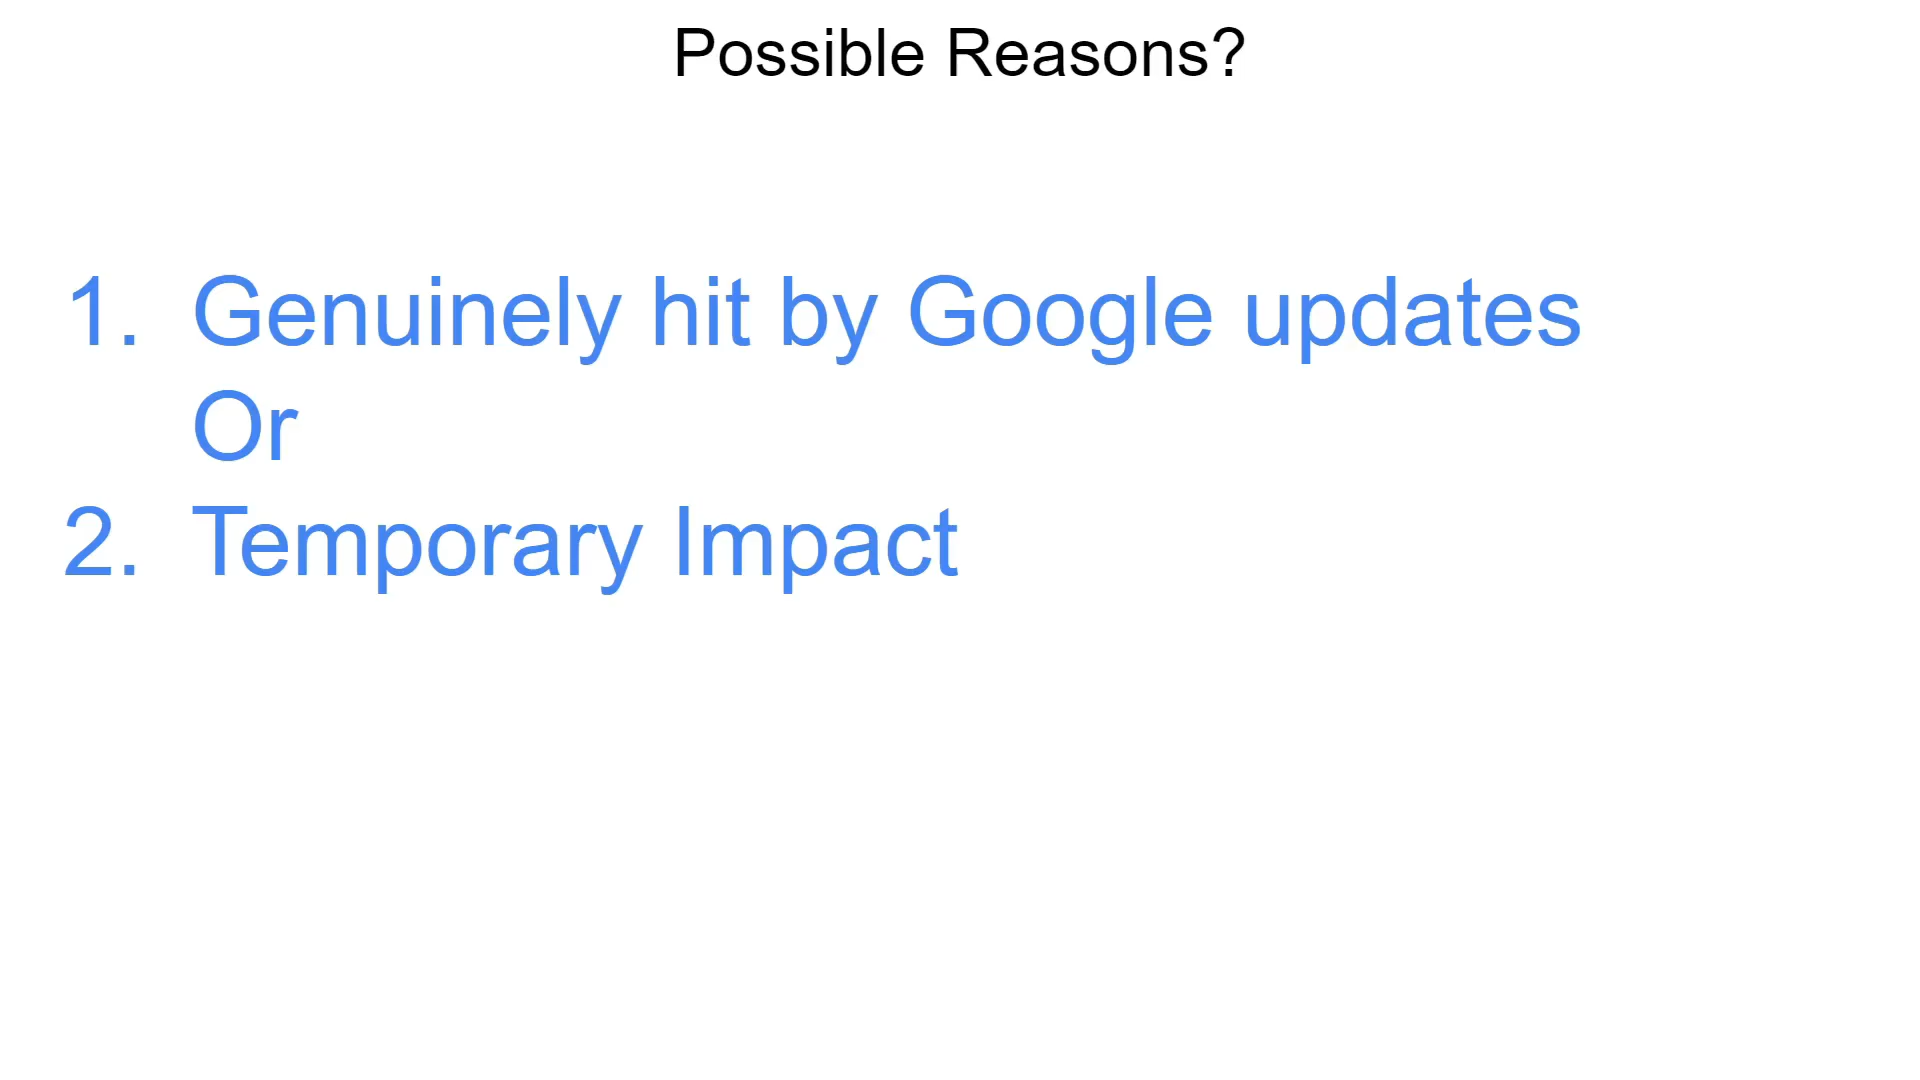 Possible Reasons?
1. Genuinely hit by Google updates
Or
2. Temporary Impact